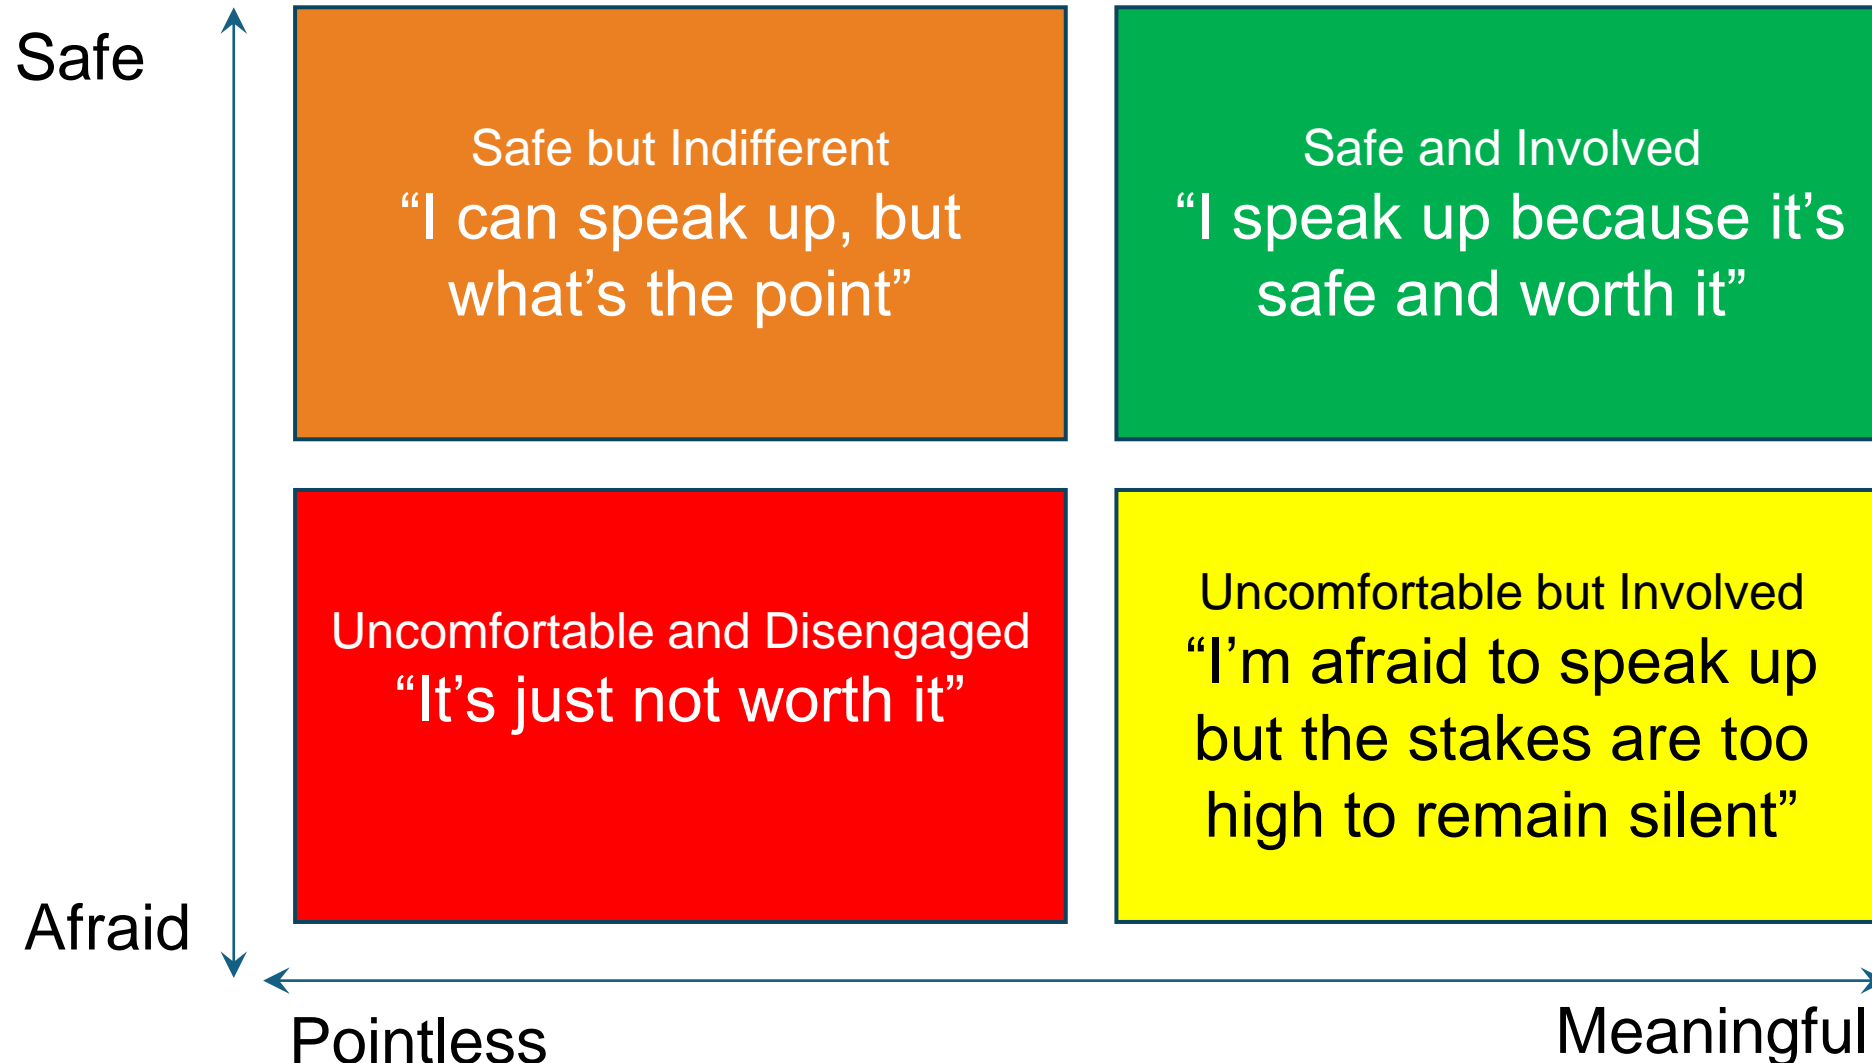 Safe
Safe but Indifferent
“I can speak up, but
what’s the point”
Safe and Involved
“I speak up because it’s
safe and worth it”
Uncomfortable and Disengaged
“It’s just not worth it”
Uncomfortable but Involved
“I’m afraid to speak up
but the stakes are too
high to remain silent”
Afraid
Pointless
Meaningful